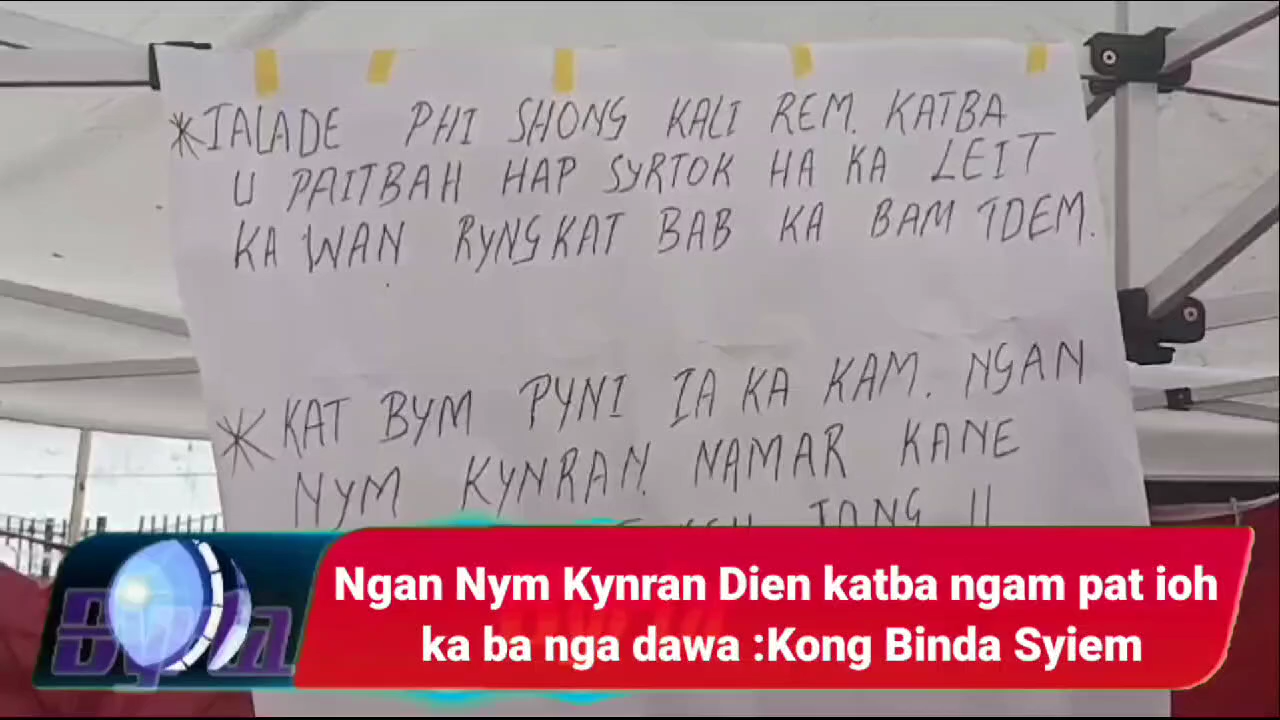 *JALADE PHI SHONG KALI REM. KATBA
U PAITBAH HAP SYRTOK HA KA LEIT
KA WAN RYNGKAT BAB KA BAM TDEM.
*KAT BYM PYNI IA KA KAM. NGAN
NYM KYNRAN. NAMAR KANE
JONG U
Ngan Nym Kynran Dien katba ngam pat ioh
ka ba nga dawa :Kong Binda Syiem